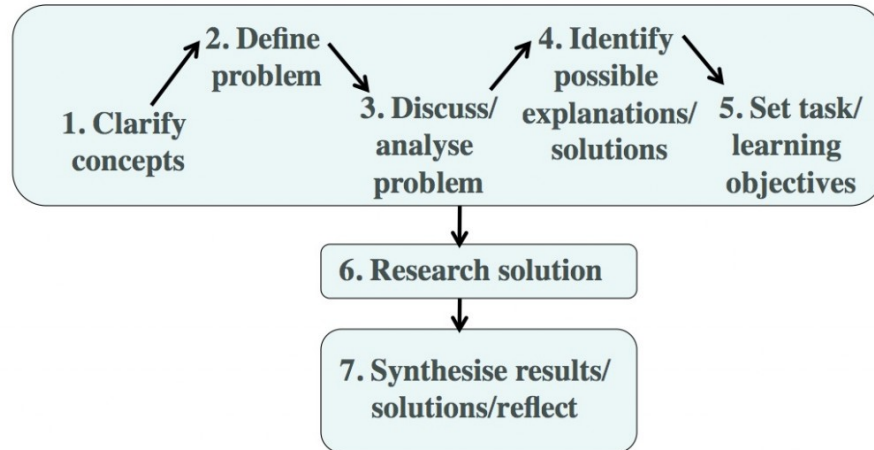 1. Clarify
concepts
2. Define
problem
3. Discuss/
analyse
problem
4. Identify
possible
explanations/
solutions
5. Set task/
learning
objectives
6. Research solution
7. Synthesise results/
solutions/reflect